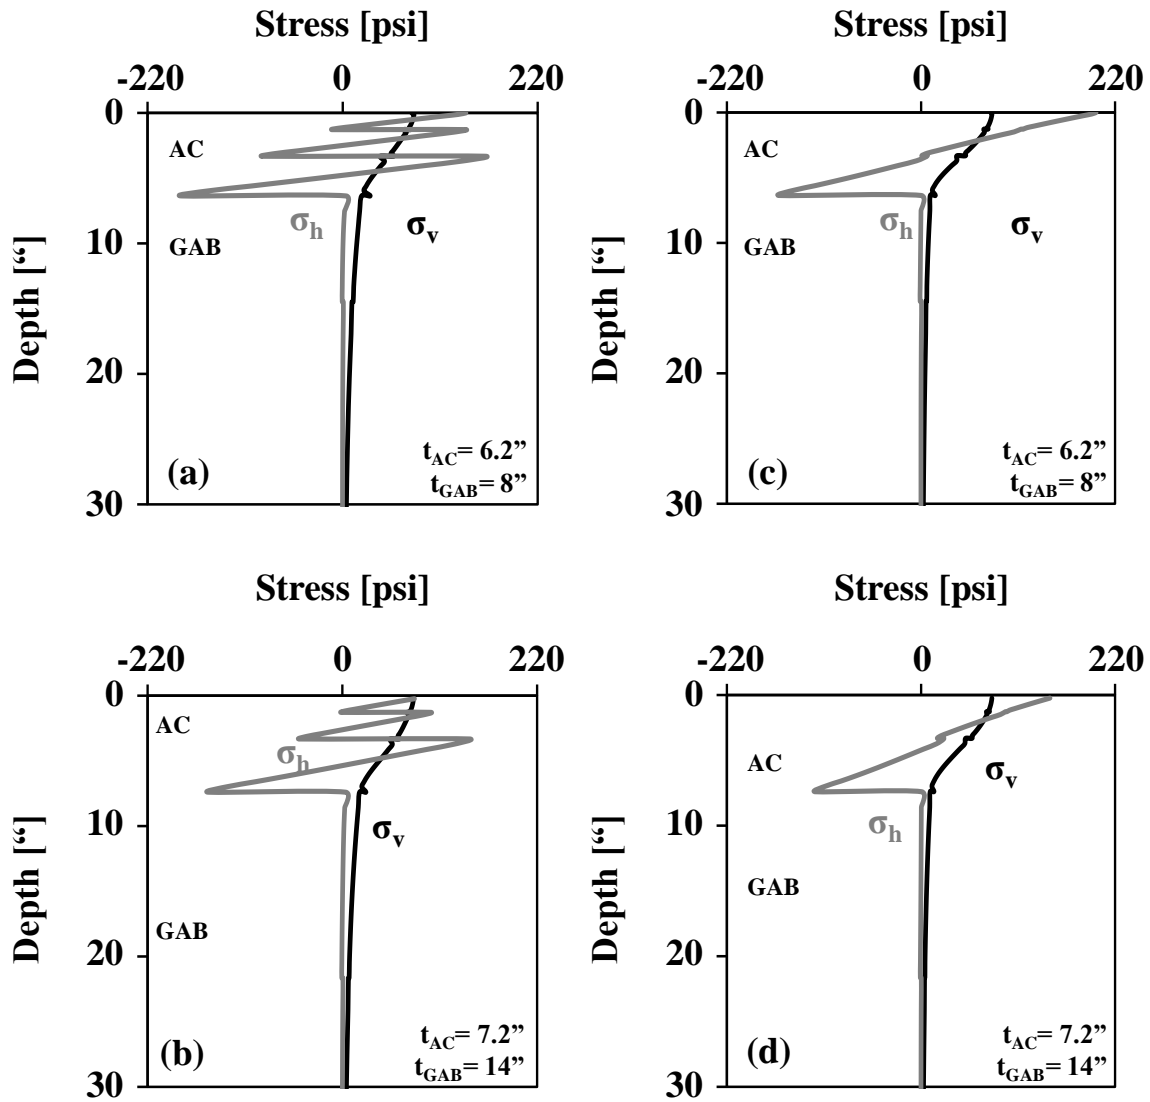 Stress [psi]
-220 0 220
0
10
20
30
Depth [“]
AC
GAB
σh
σv
(a)
tAC= 6.2”
tGAB= 8”
Stress [psi]
-220 0 220
0
10
20
30
Depth [“]
AC
GAB
σh
σv
(c)
tAC= 6.2”
tGAB= 8”
Stress [psi]
-220 0 220
0
10
20
30
Depth [“]
AC
GAB
σh
σv
(b)
tAC= 7.2”
tGAB= 14”
Stress [psi]
-220 0 220
0
10
20
30
Depth [“]
AC
GAB
σh
σv
(d)
tAC= 7.2”
tGAB= 14”